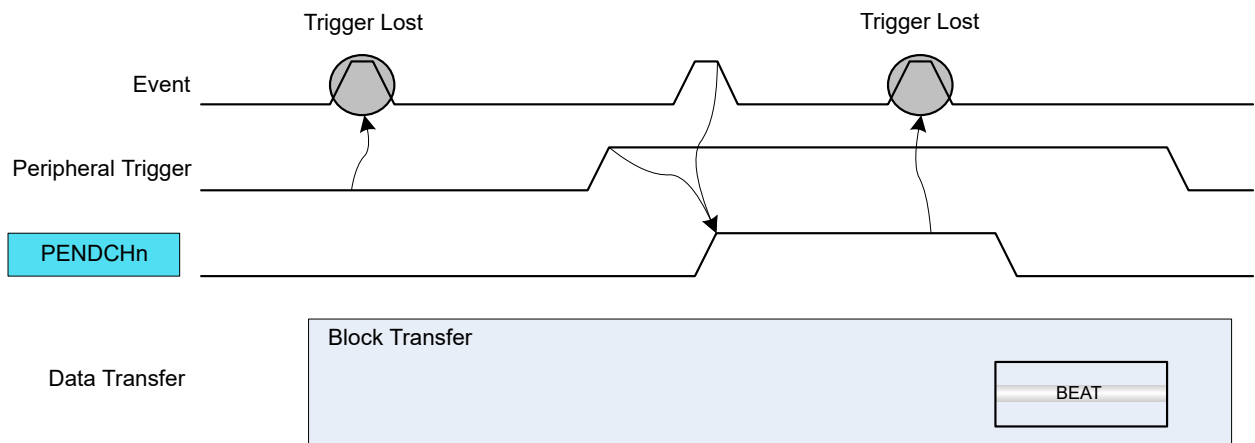 Trigger Lost
Trigger Lost
Event
Peripheral Trigger
PENDCHn
Block Transfer
Data Transfer
BEAT